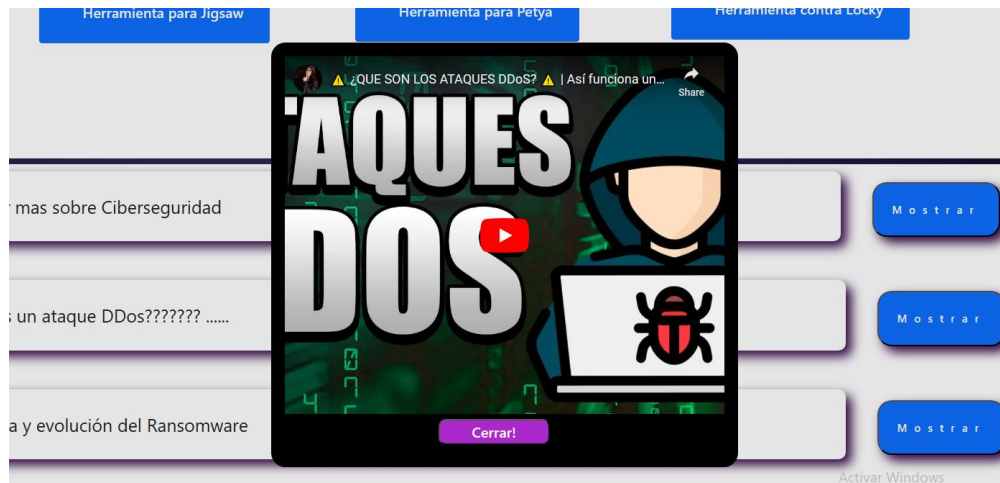 Herramienta para Jigsaw
Herramienta para Petya
Herramienta contra Locky
⚠ ¿QUE SON LOS ATAQUES DDoS? ⚠ | Así funciona un...
Share
TAQUES
DDOS
mas sobre Ciberseguridad
Mostrar
un ataque DDos??????? ......
Mostrar
a y evolución del Ransomware
Mostrar
Cerrar!
Activar Windows